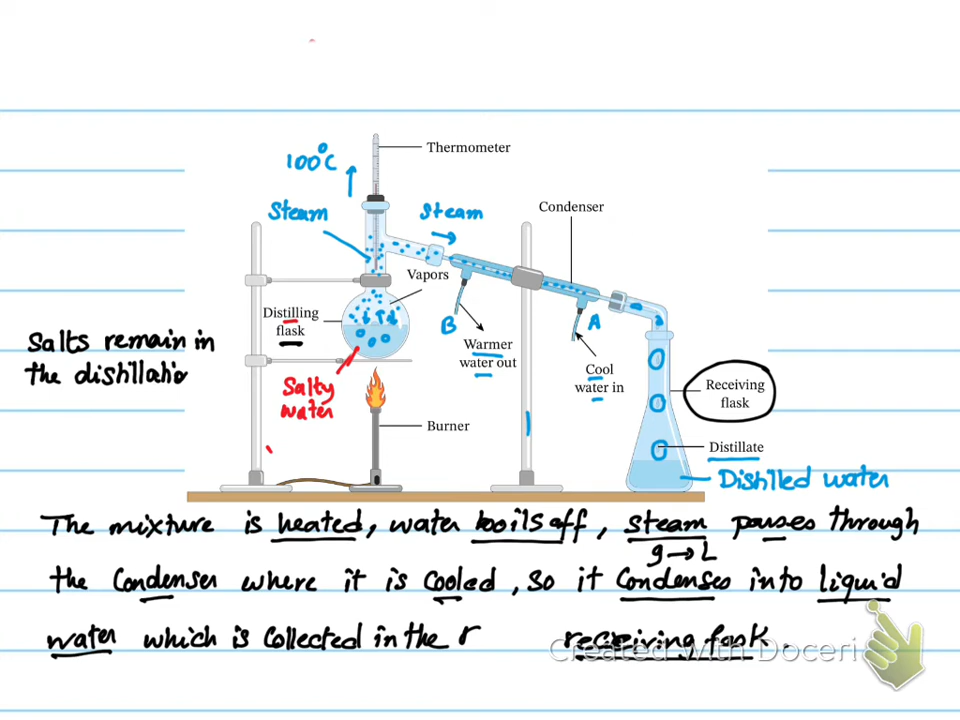 Thermometer
100°C
Steam
Steam
Condenser
Vapors
Distilling
flask
B
A
Warmer
water out
Cool
water in
Salts remain in
the distillatio
Salty
water
Burner
Receiving
flask
Distillate
Distilled water
The mixture is heated, water boils off, steam passes through
g→L
the Condenser where it is cooled, so it Condenses into liquid
water which is collected in the r receiving flask
Created with Doceri